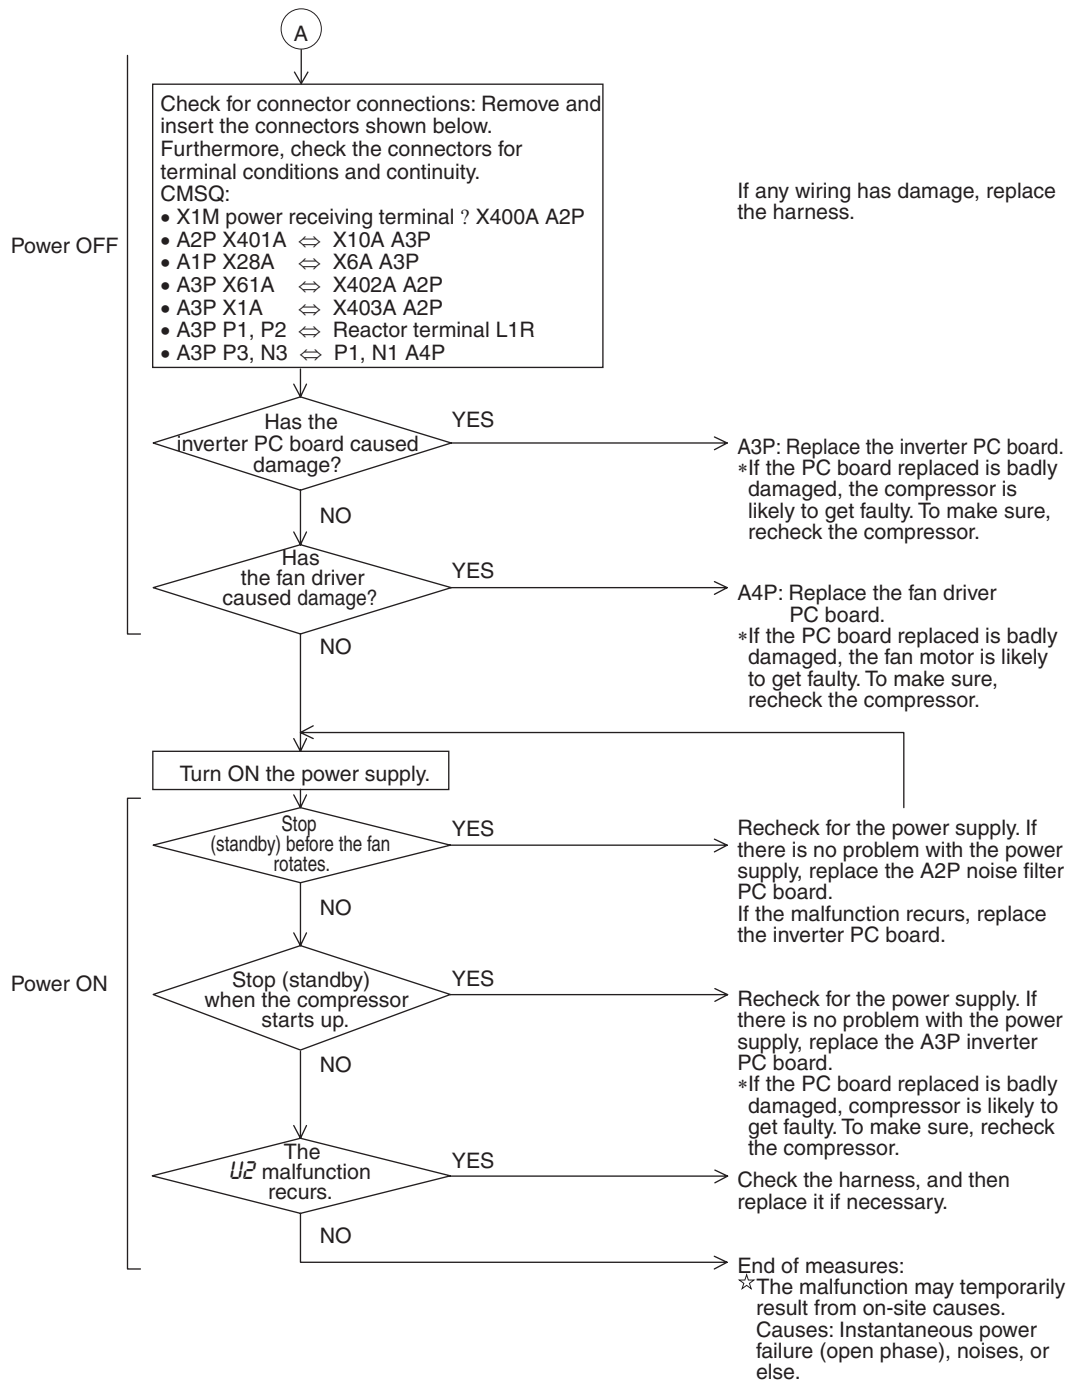 A
Power OFF
Check for connector connections: Remove and
insert the connectors shown below.
Furthermore, check the connectors for
terminal conditions and continuity.
CMSQ:
• X1M power receiving terminal ? X400A A2P
• A2P X401A ⇔ X10A A3P
• A1P X28A ⇔ X6A A3P
• A3P X61A ⇔ X402A A2P
• A3P X1A ⇔ X403A A2P
• A3P P1, P2 ⇔ Reactor terminal L1R
• A3P P3, N3 ⇔ P1, N1 A4P
If any wiring has damage, replace
the harness.
Has the
inverter PC board caused
damage?
YES
A3P: Replace the inverter PC board.
*If the PC board replaced is badly
damaged, the compressor is
likely to get faulty. To make sure,
recheck the compressor.
NO
Has
the fan driver
caused damage?
YES
A4P: Replace the fan driver
PC board.
*If the PC board replaced is badly
damaged, the fan motor is likely
to get faulty. To make sure,
recheck the compressor.
NO
Turn ON the power supply.
Power ON
Stop
(standby) before the fan
rotates.
YES
Recheck for the power supply. If
there is no problem with the power
supply, replace the A2P noise filter
PC board.
If the malfunction recurs, replace
the inverter PC board.
NO
Stop (standby)
when the compressor
starts up.
YES
Recheck for the power supply. If
there is no problem with the power
supply, replace the A3P inverter
PC board.
*If the PC board replaced is badly
damaged, compressor is likely to
get faulty. To make sure, recheck
the compressor.
NO
The
U2 malfunction
recurs.
YES
Check the harness, and then
replace it if necessary.
NO
End of measures:
☆The malfunction may temporarily
result from on-site causes.
Causes: Instantaneous power
failure (open phase), noises, or
else.